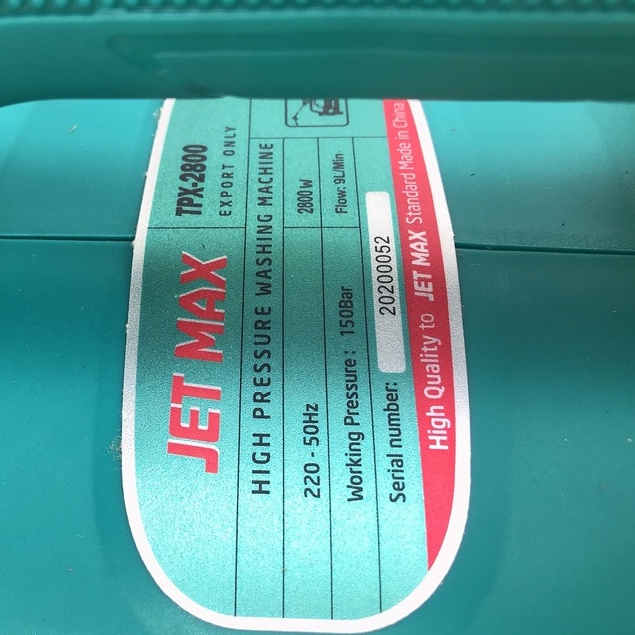 JET MAX
TPX-2800
EXPORT ONLY
HIGH PRESSURE WASHING MACHINE
220 - 50Hz
2800W
Working Pressure: 150Bar
Flow: 9L/Min
Serial number: 20200052
High Quality to JET MAX Standard Made in China